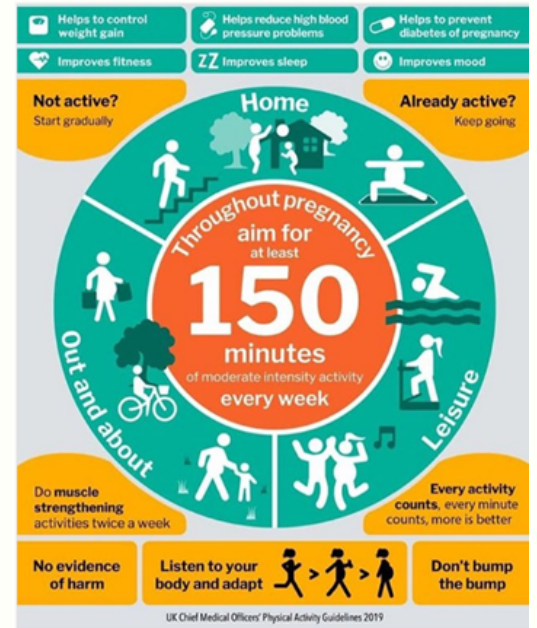 Helps to control
weight gain
Helps reduce high blood
pressure problems
Helps to prevent
diabetes of pregnancy
Improves fitness
ZZ Improves sleep
Improves mood
Not active?
Start gradually
Already active?
Keep going
Home
Throughout pregnancy
aim for
at least
150
minutes
of moderate intensity activity
every week
Out and about
Leisure
Do muscle
strengthening
activities twice a week
Every activity
counts, every minute
counts, more is better
No evidence
of harm
Listen to your
body and adapt
> >
Don't bump
the bump
UK Chief Medical Officers' Physical Activity Guidelines 2019